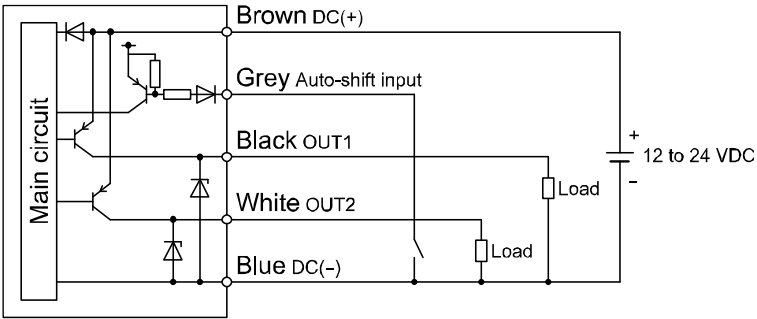 Brown DC(+)
Grey Auto-shift input
Black OUT1
White OUT2
Blue DC(−)
Main circuit
Load
Load
+
12 to 24 VDC
−